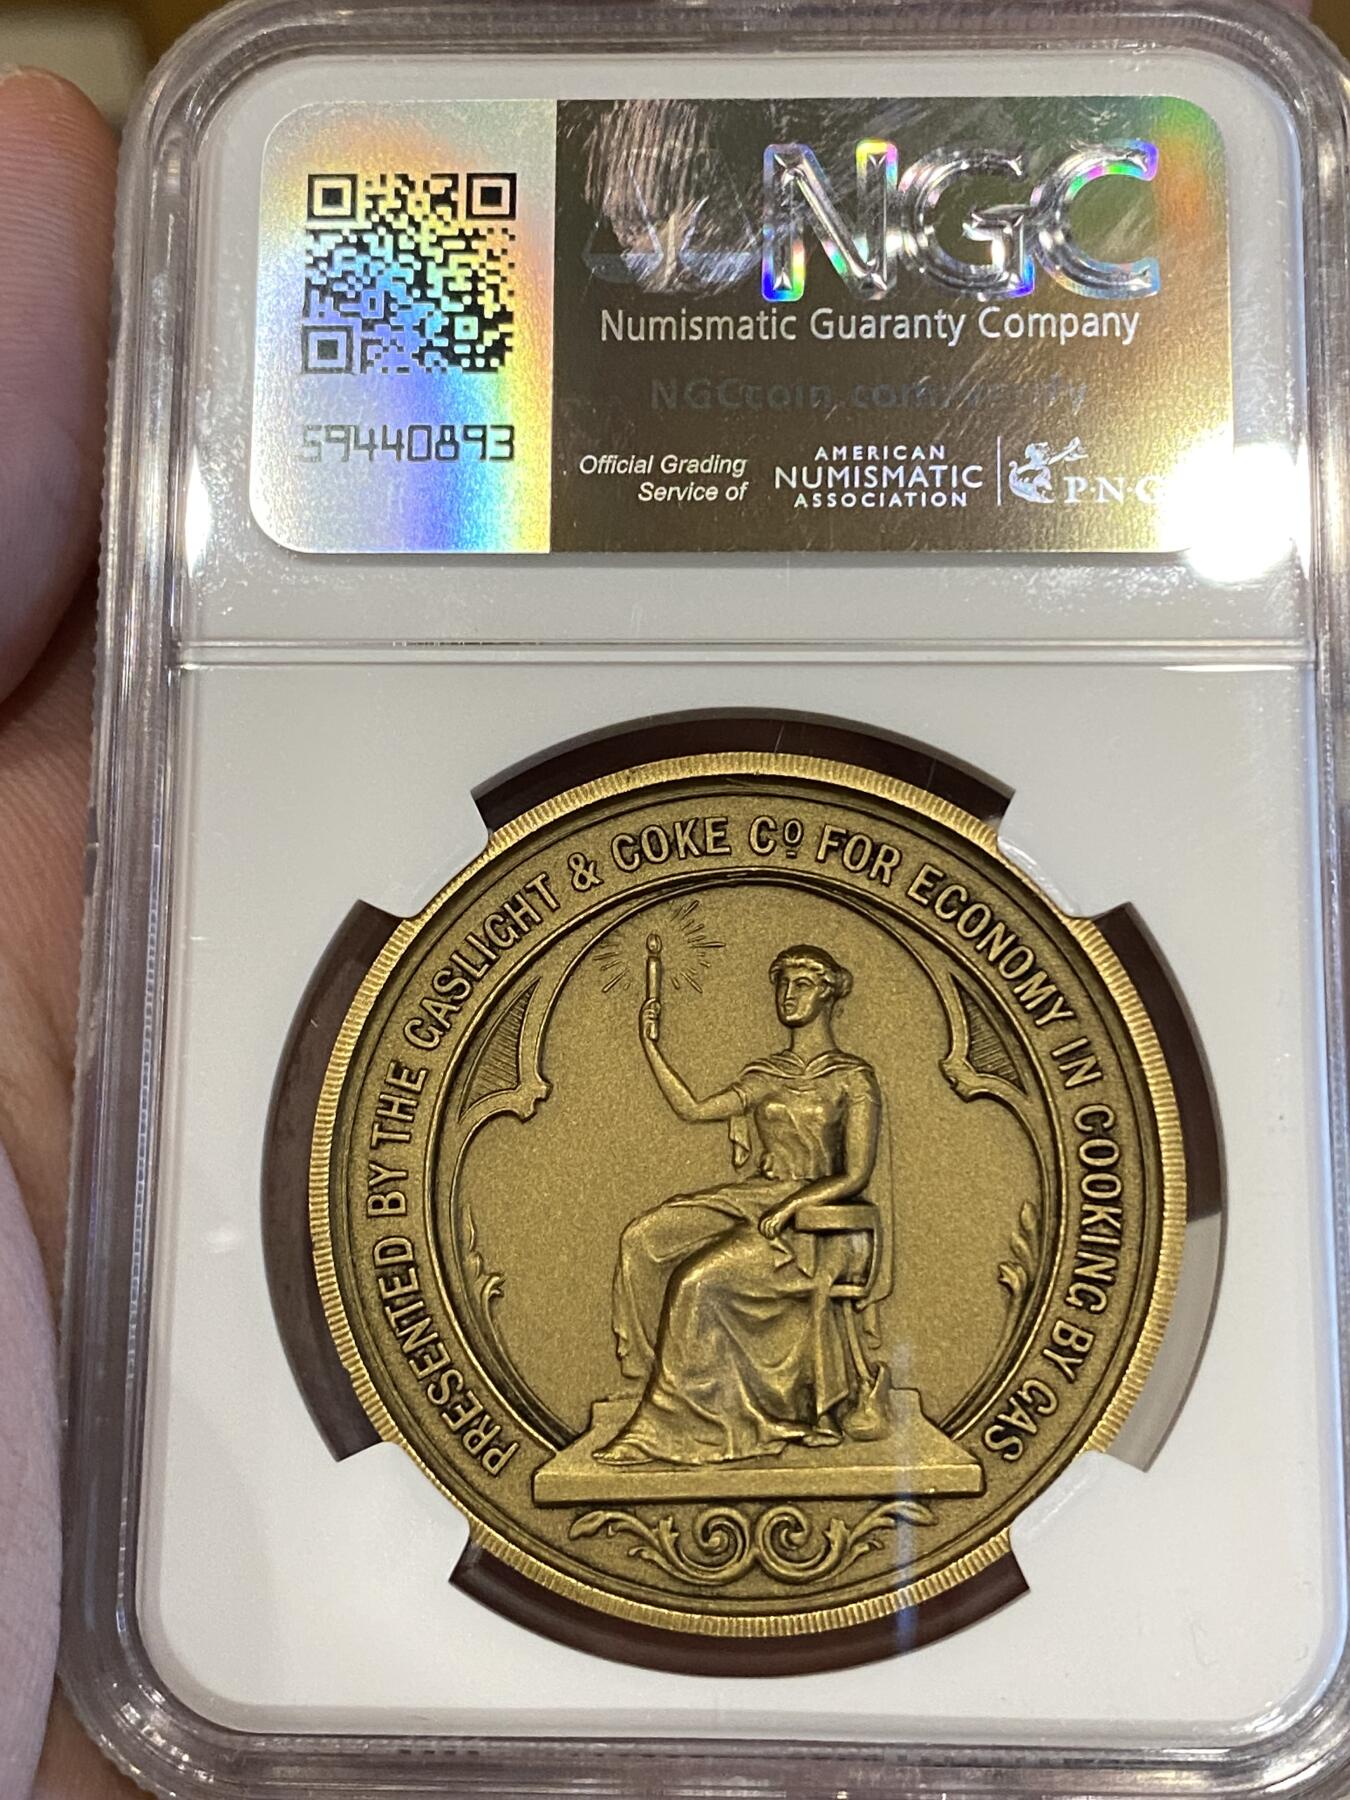 NGC
Numismatic Guaranty Company
NGCcoin.com/verify
59440893
Official Grading
Service of
AMERICAN
NUMISMATIC
ASSOCIATION
PNG
PRESENTED BY THE GASLIGHT & COKE Cº FOR ECONOMY IN COOKING BY GAS